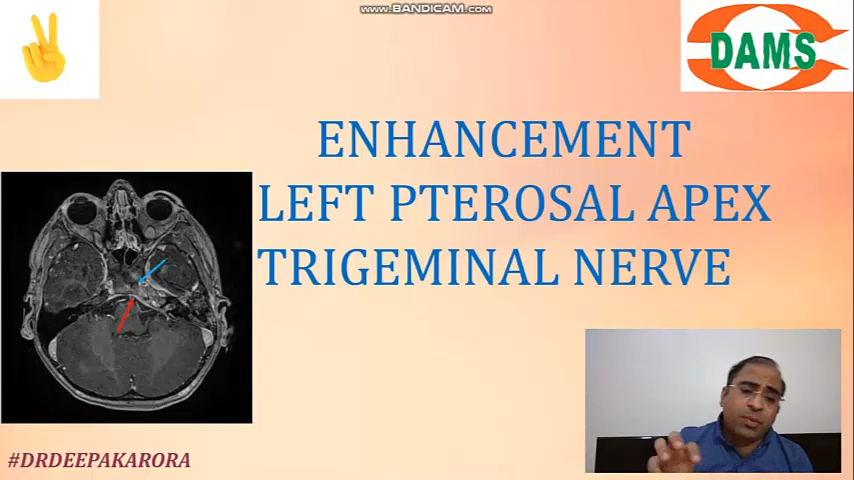 WWW.BANDICAM.COM
DAMS
ENHANCEMENT
LEFT PTEROSAL APEX
TRIGEMINAL NERVE
#DRDEEPAKARORA